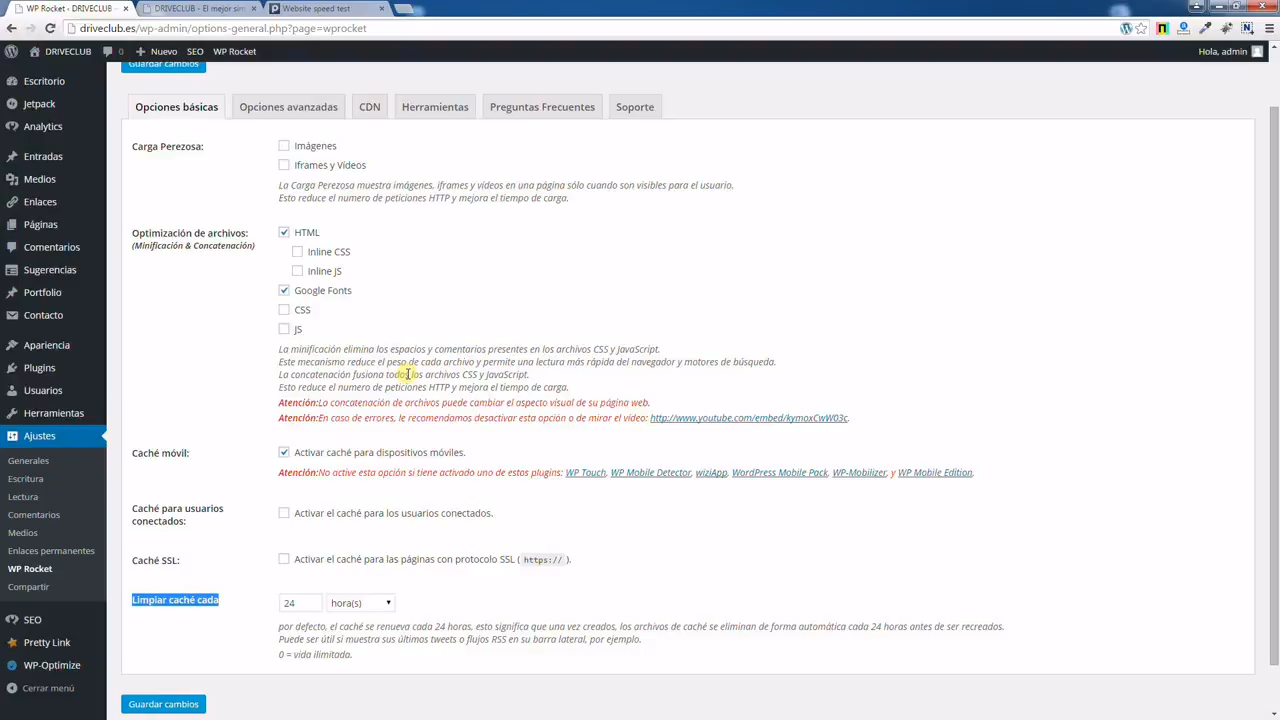 WP Rocket ‹ DRIVECLUB
DRIVECLUB - El mejor sim
Website speed test
driveclub.es/wp-admin/options-general.php?page=wprocket
DRIVECLUB 0 Nuevo SEO WP Rocket
Hola, admin
Escritorio
Jetpack
Analytics
Entradas
Medios
Enlaces
Páginas
Comentarios
Sugerencias
Portfolio
Contacto
Apariencia
Plugins
Usuarios
Herramientas
Ajustes
Generales
Escritura
Lectura
Comentarios
Medios
Enlaces permanentes
WP Rocket
Compartir
SEO
Pretty Link
WP-Optimize
Cerrar menú
Guardar cambios
Opciones básicas
Opciones avanzadas
CDN
Herramientas
Preguntas Frecuentes
Soporte
Carga Perezosa:
Imágenes
Iframes y Vídeos
La Carga Perezosa muestra imágenes, iframes y vídeos en una página sólo cuando son visibles para el usuario.
Esto reduce el numero de peticiones HTTP y mejora el tiempo de carga.
Optimización de archivos:
(Minificación & Concatenación)
HTML
Inline CSS
Inline JS
Google Fonts
CSS
JS
La minificación elimina los espacios y comentarios presentes en los archivos CSS y JavaScript.
Este mecanismo reduce el peso de cada archivo y permite una lectura más rápida del navegador y motores de búsqueda.
La concatenación fusiona todos los archivos CSS y JavaScript.
Esto reduce el numero de peticiones HTTP y mejora el tiempo de carga.
Atención:La concatenación de archivos puede cambiar el aspecto visual de su página web.
Atención:En caso de errores, le recomendamos desactivar esta opción o de mirar el vídeo: http://www.youtube.com/embed/kymoxCwW03c.
Caché móvil:
Activar caché para dispositivos móviles.
Atención:No active esta opción si tiene activado uno de estos plugins: WP Touch, WP Mobile Detector, wiziApp, WordPress Mobile Pack, WP-Mobilizer, y WP Mobile Edition.
Caché para usuarios
conectados:
Activar el caché para los usuarios conectados.
Caché SSL:
Activar el caché para las páginas con protocolo SSL ( https:// ).
Limpiar caché cada
24 hora(s)
por defecto, el caché se renueva cada 24 horas, esto significa que una vez creados, los archivos de caché se eliminan de forma automática cada 24 horas antes de ser recreados.
Puede ser útil si muestra sus últimos tweets o flujos RSS en su barra lateral, por ejemplo.
0 = vida ilimitada.
Guardar cambios